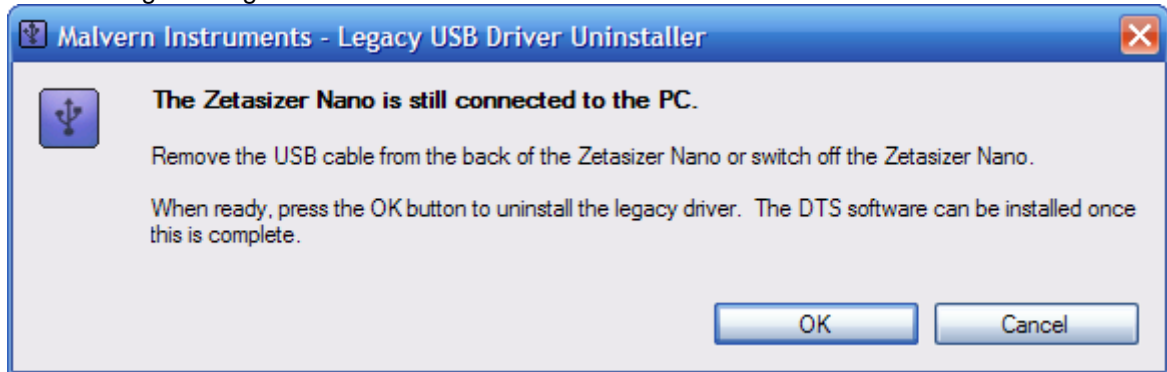 Malvern Instruments - Legacy USB Driver Uninstaller
The Zetasizer Nano is still connected to the PC.
Remove the USB cable from the back of the Zetasizer Nano or switch off the Zetasizer Nano.
When ready, press the OK button to uninstall the legacy driver. The DTS software can be installed once
this is complete.
OK Cancel